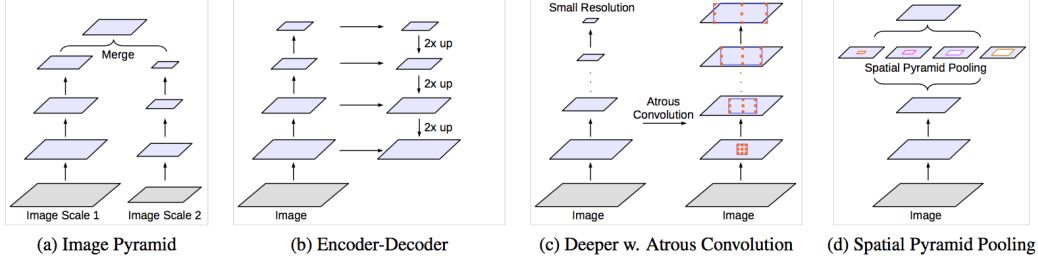 Merge
Image Scale 1
Image Scale 2
(a) Image Pyramid
2x up
2x up
2x up
Image
(b) Encoder-Decoder
Small Resolution
Atrous
Convolution
Image
Image
(c) Deeper w. Atrous Convolution
Spatial Pyramid Pooling
Image
(d) Spatial Pyramid Pooling